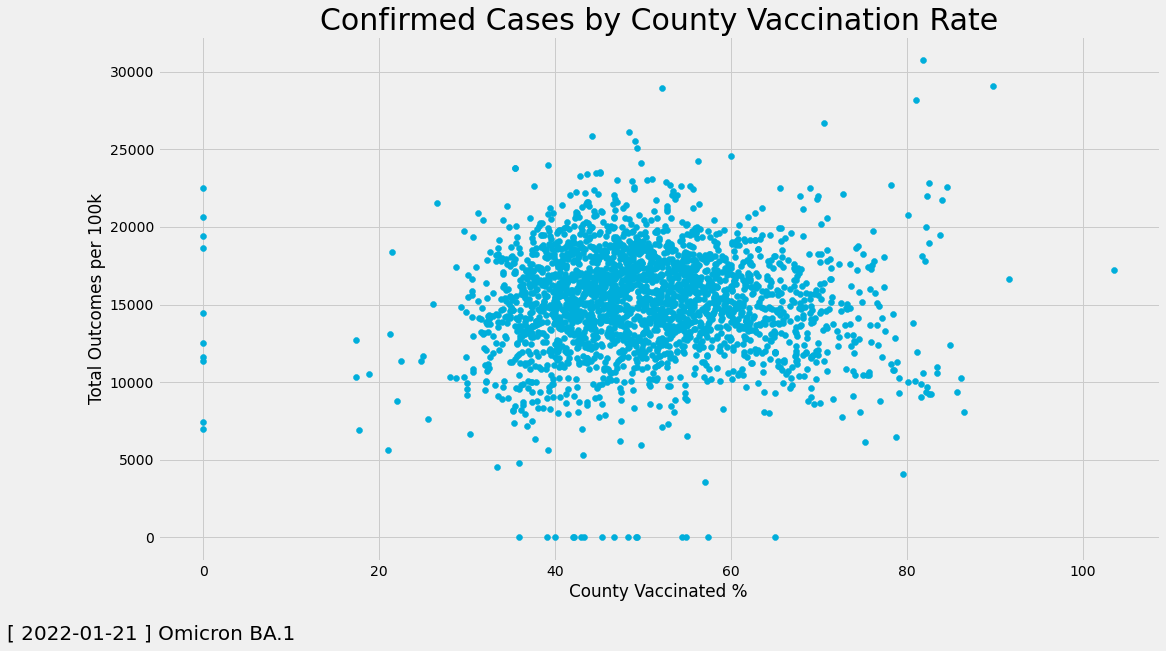 Confirmed Cases by County Vaccination Rate
30000
25000
20000
15000
10000
5000
0
Total Outcomes per 100k
0 20 40 60 80 100
County Vaccinated %
[ 2022-01-21 ] Omicron BA.1